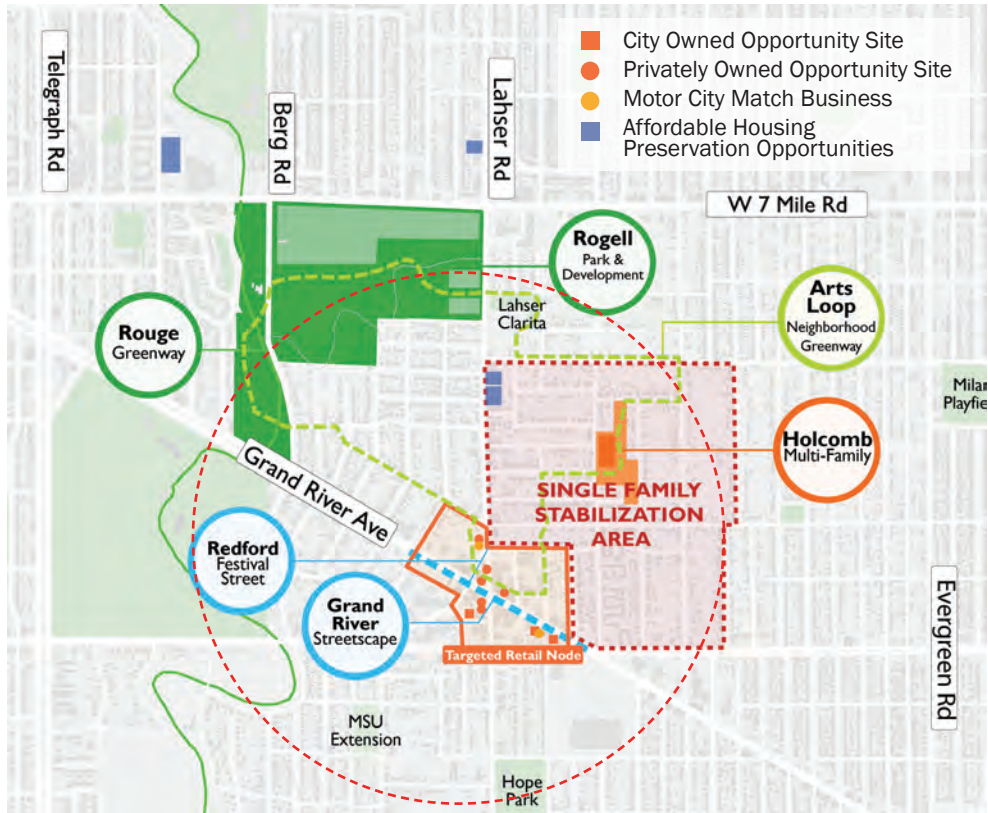 City Owned Opportunity Site
Privately Owned Opportunity Site
Motor City Match Business
Affordable Housing
Preservation Opportunities
Telegraph Rd
Berg Rd
Lahser Rd
W 7 Mile Rd
Rogell
Park &
Development
Arts
Loop
Neighborhood
Greenway
Rouge
Greenway
Lahser
Clarita
Milan
Playfie
Holcomb
Multi-Family
Grand River Ave
SINGLE FAMILY
STABILIZATION
AREA
Redford
Festival
Street
Grand
River
Streetscape
Targeted Retail Node
Evergreen Rd
MSU
Extension
Hope
Park